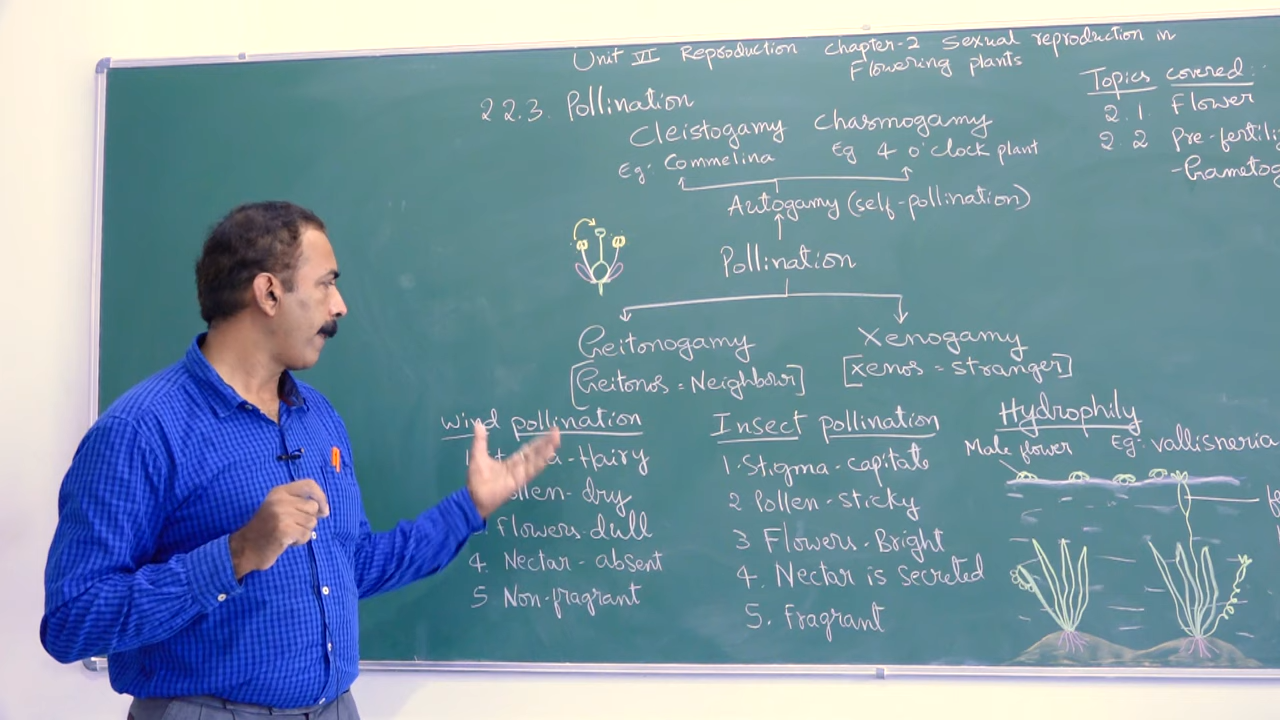 Unit VI Reproduction Chapter-2 Sexual reproduction in
Flowering plants
2.2.3. Pollination
Cleistogamy Chasmogamy
Eg: Commelina Eg 4 o'clock plant
Autogamy (self-pollination)
Pollination
Geitonogamy Xenogamy
[Geitonos = Neighbour] [Xenos = stranger]
Wind pollination
-Hairy
-dry
Flowers-dull
4. Nectar-absent
5 Non-fragrant
Insect pollination
1. Stigma-capitate
2 Pollen-sticky
3 Flowers-Bright
4. Nectar is secreted
5. Fragrant
Topics covered:
2.1. Flower
2.2 Pre-fertili
-Gametog
Hydrophily
Male flower Eg: vallisneria